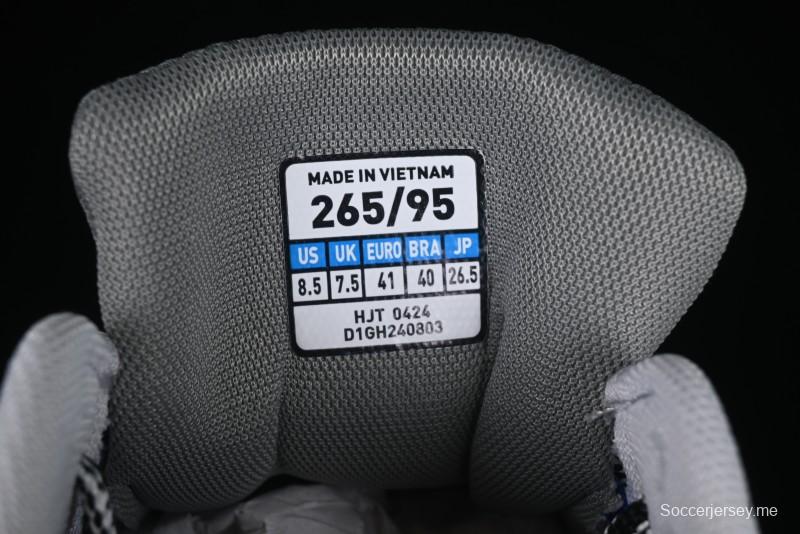 MADE IN VIETNAM
265/95
US UK EURO BRA JP
8.5 7.5 41 40 26.5
HJT 0424
D1GH240803
Soccerjersey.me